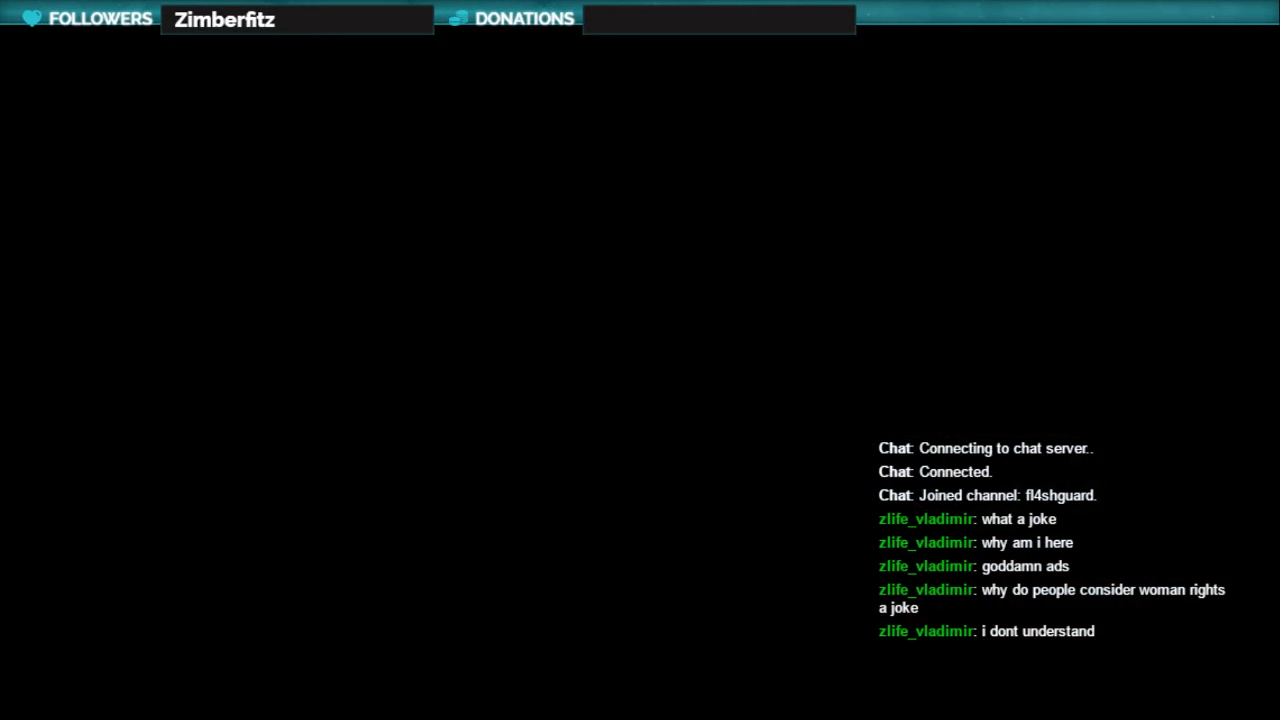 FOLLOWERS Zimberfitz DONATIONS
Chat: Connecting to chat server..
Chat: Connected.
Chat: Joined channel: fl4shguard.
zlife_vladimir: what a joke
zlife_vladimir: why am i here
zlife_vladimir: goddamn ads
zlife_vladimir: why do people consider woman rights
a joke
zlife_vladimir: i dont understand